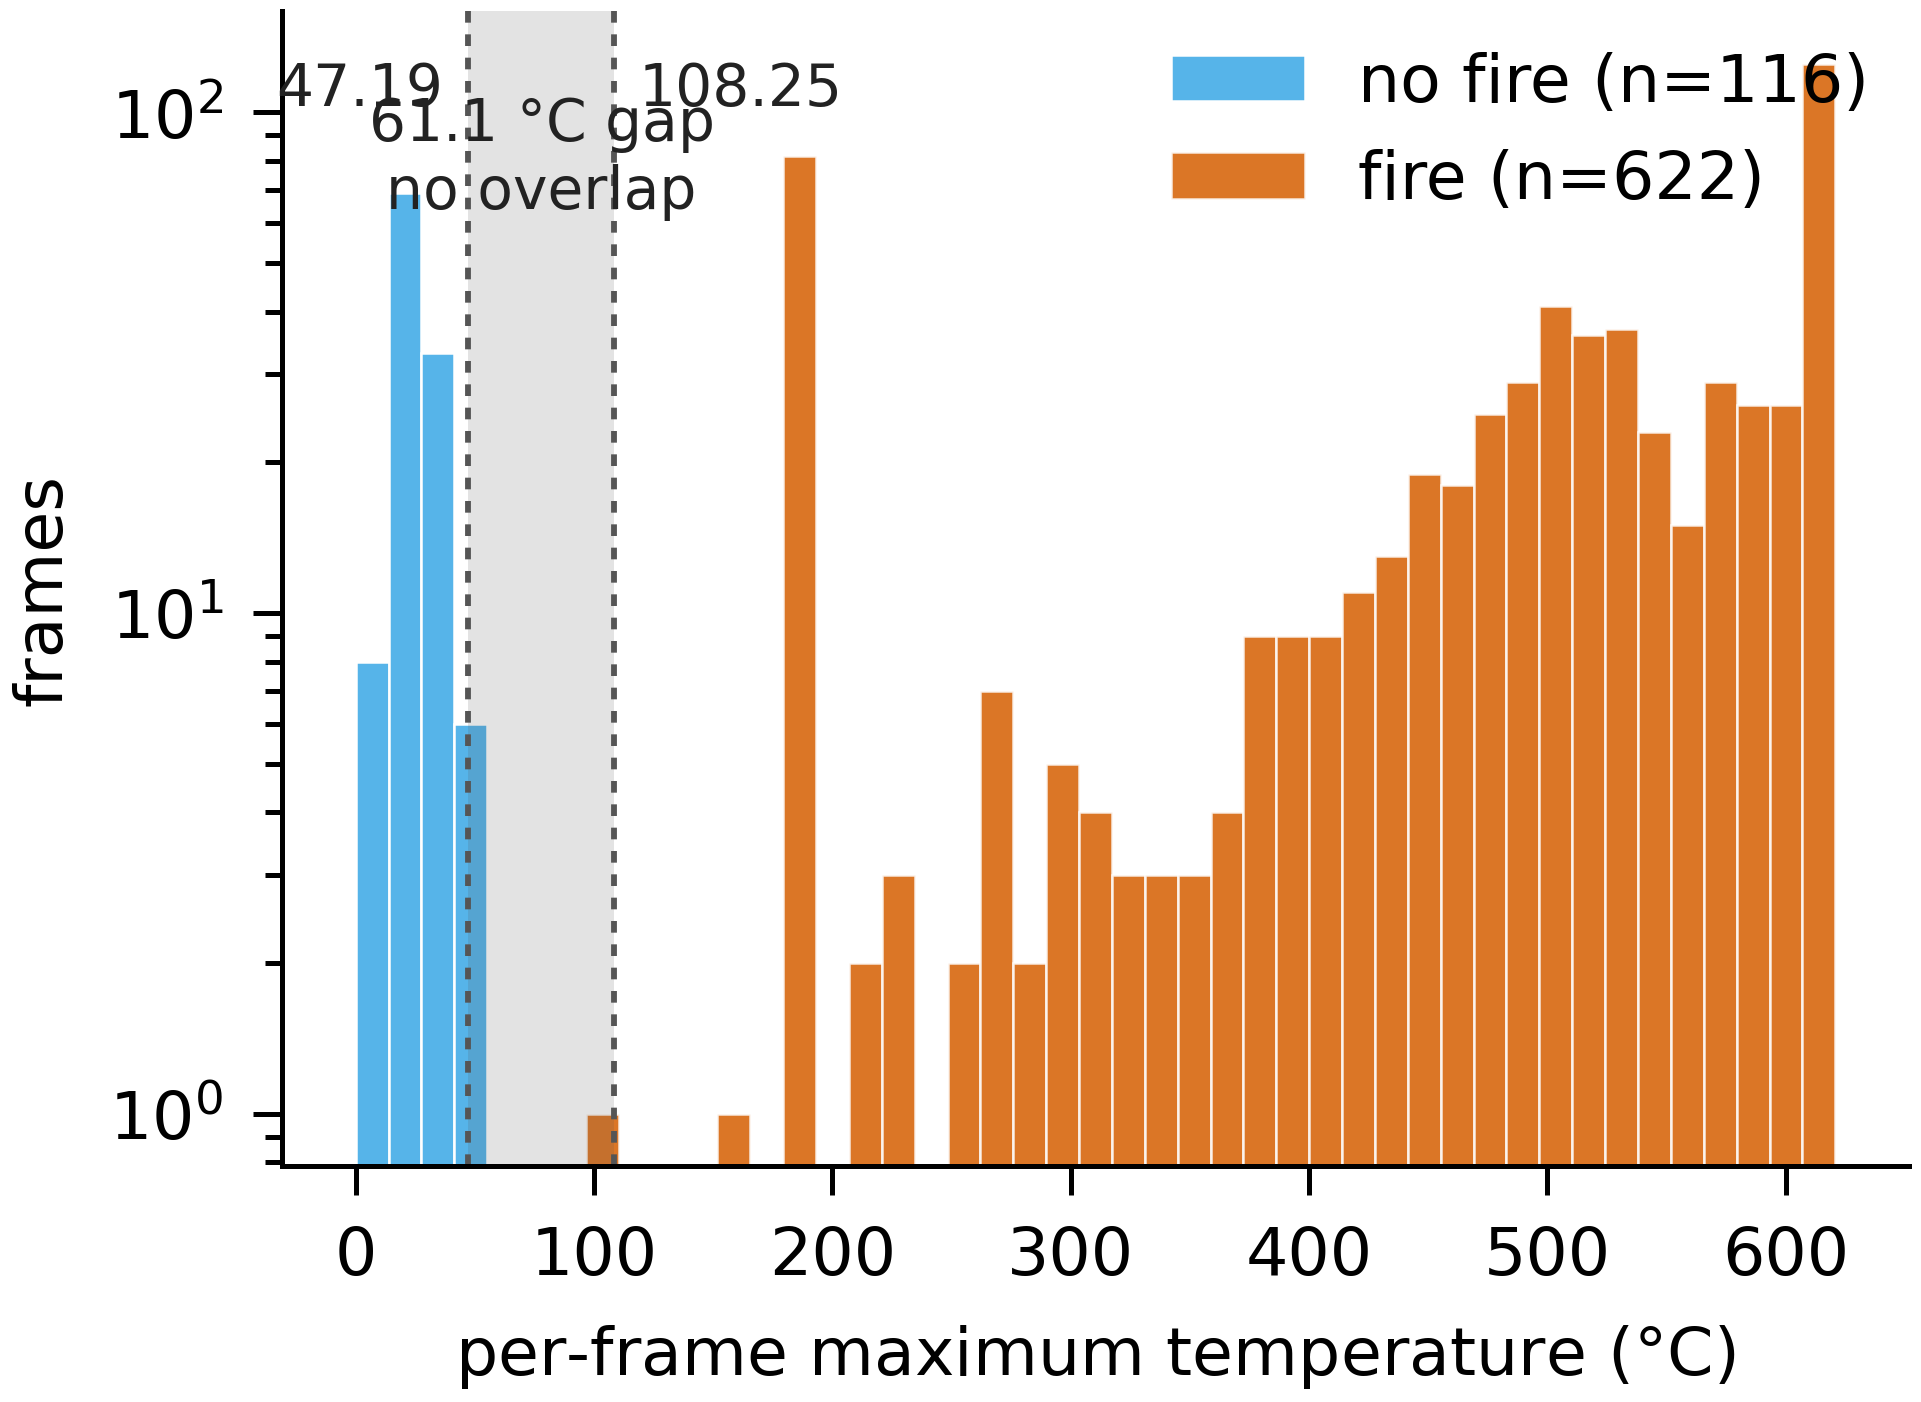 47.19
108.25
61.1 °C gap
no overlap
no fire (n=116)
fire (n=622)
10²
10¹
10⁰
frames
0 100 200 300 400 500 600
per-frame maximum temperature (°C)